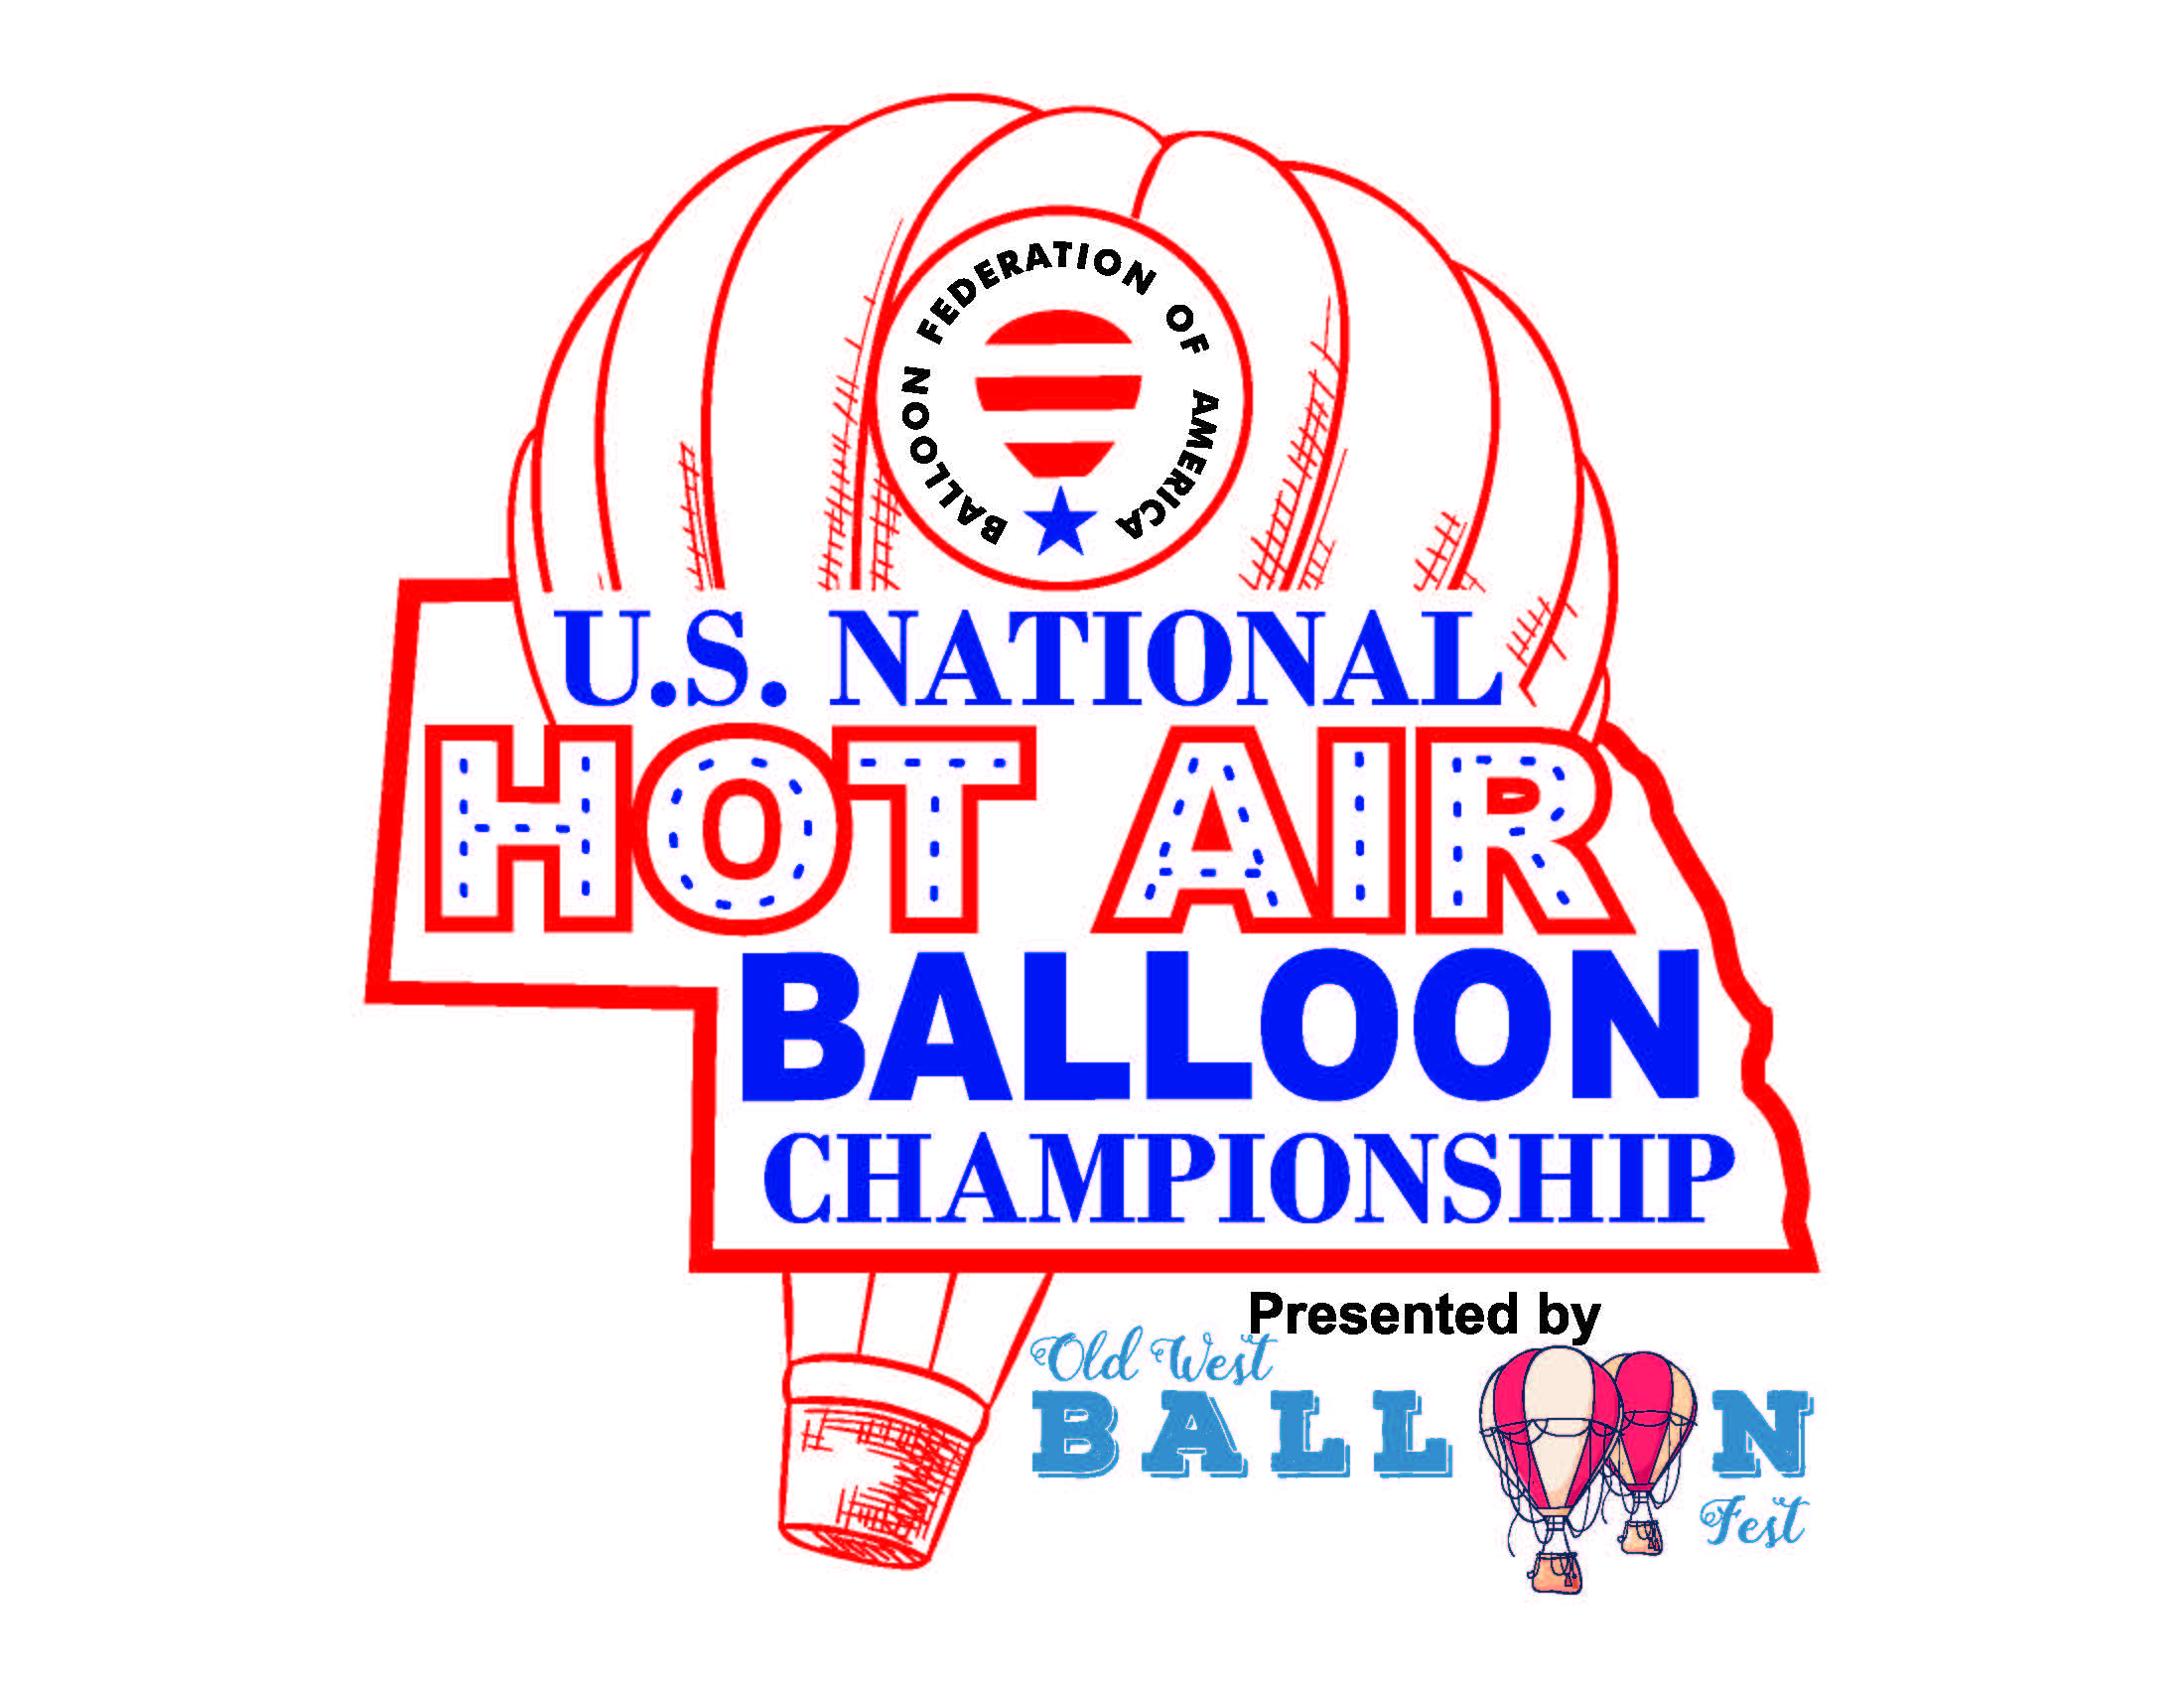 BALLOON FEDERATION OF AMERICA
U.S. NATIONAL
HOT AIR
BALLOON
CHAMPIONSHIP
Presented by
Old West
BALLOON
Fest